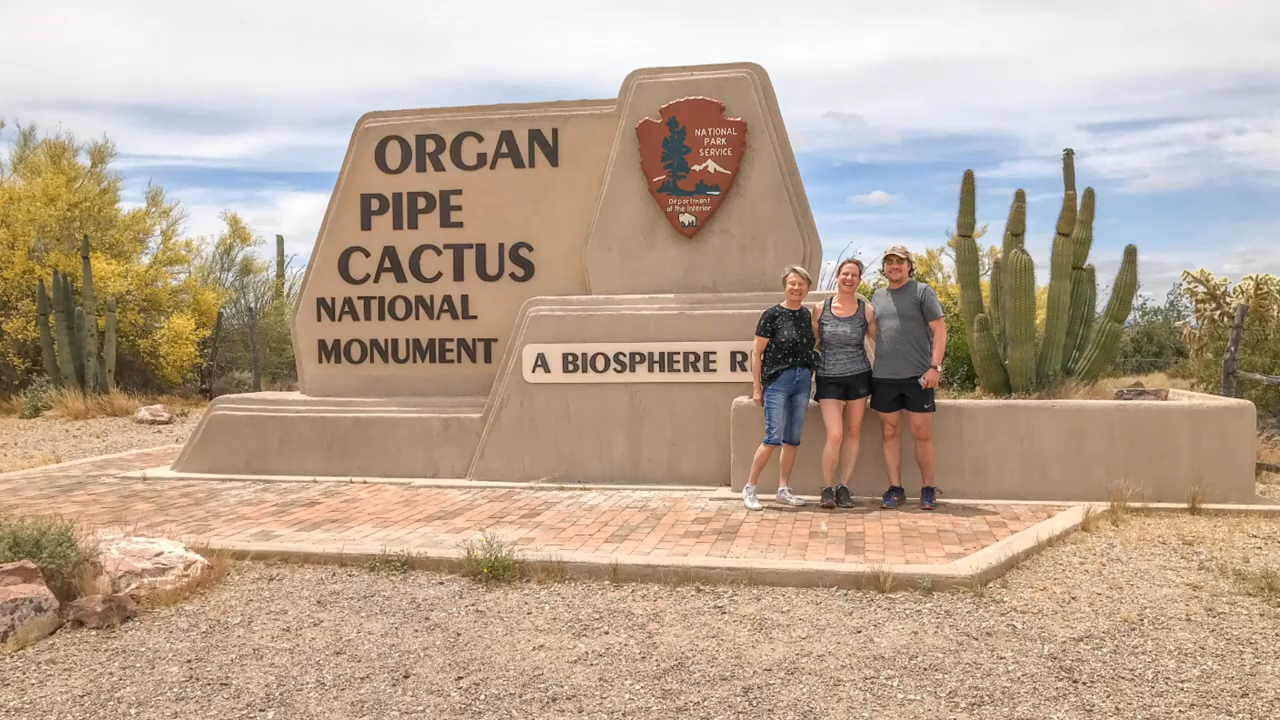 ORGAN
PIPE
CACTUS
NATIONAL
MONUMENT
NATIONAL
PARK
SERVICE
Department
of the Interior
A BIOSPHERE